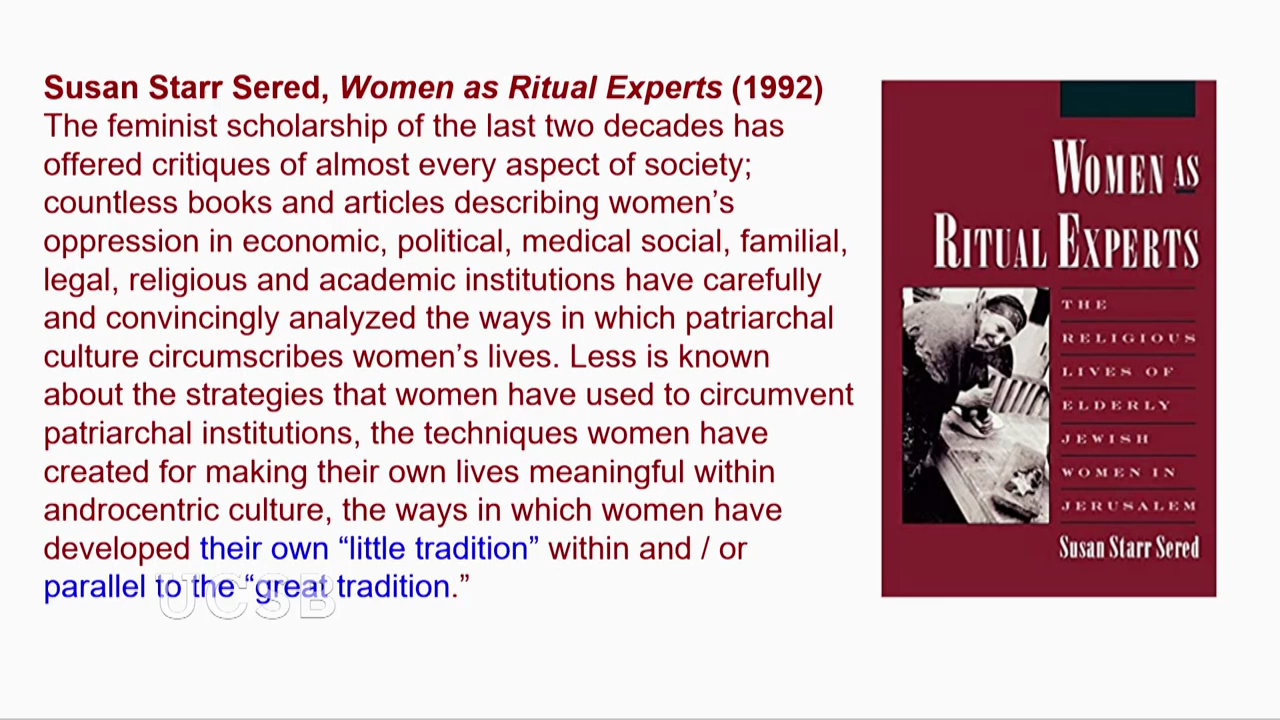 Susan Starr Sered, Women as Ritual Experts (1992)
The feminist scholarship of the last two decades has
offered critiques of almost every aspect of society;
countless books and articles describing women’s
oppression in economic, political, medical social, familial,
legal, religious and academic institutions have carefully
and convincingly analyzed the ways in which patriarchal
culture circumscribes women’s lives. Less is known
about the strategies that women have used to circumvent
patriarchal institutions, the techniques women have
created for making their own lives meaningful within
androcentric culture, the ways in which women have
developed their own “little tradition” within and / or
parallel to the “great tradition.”
UCSB
WOMEN AS
RITUAL EXPERTS
THE
RELIGIOUS
LIVES OF
ELDERLY
JEWISH
WOMEN IN
JERUSALEM
Susan Starr Sered